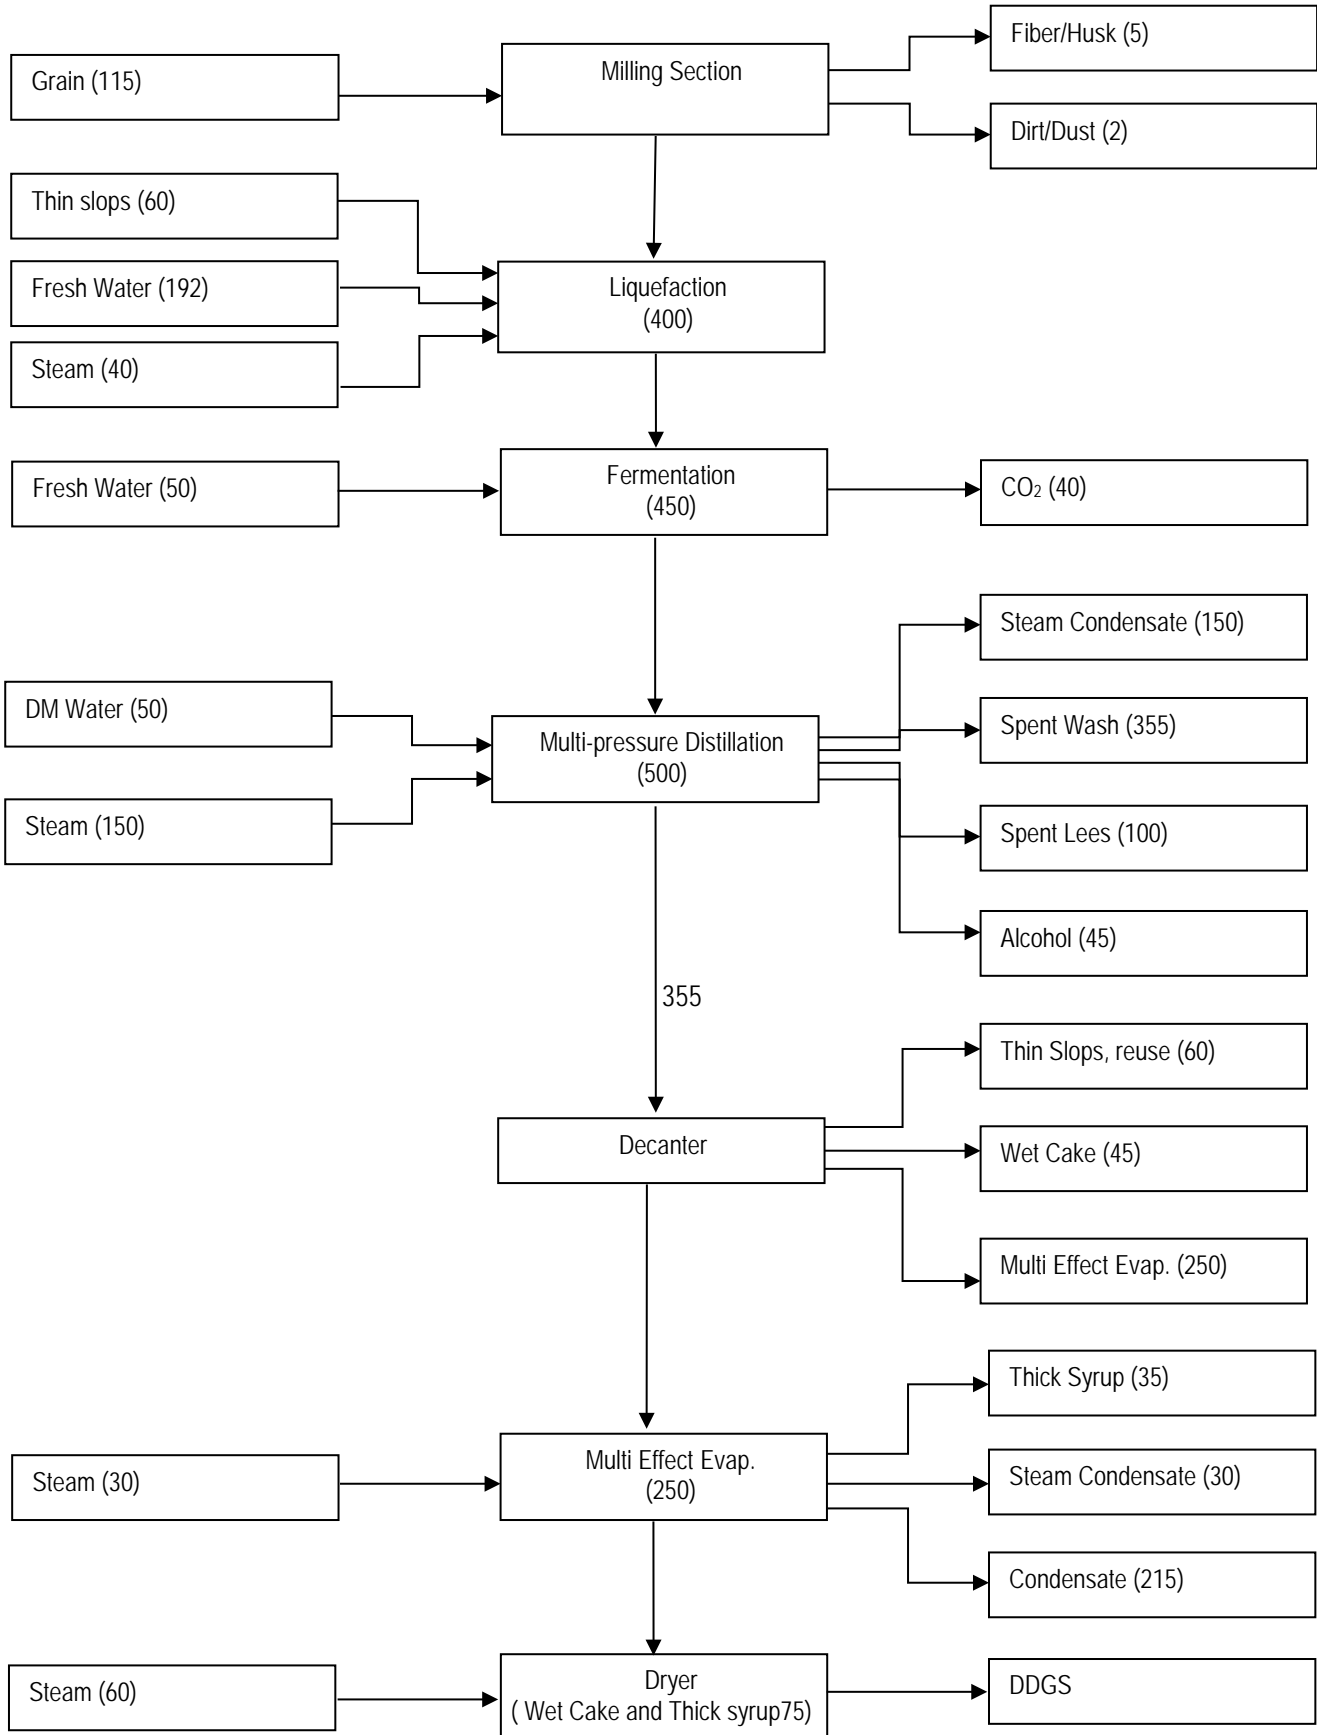 Fiber/Husk (5)
Milling Section
Grain (115)
Dirt/Dust (2)
Thin slops (60)
Fresh Water (192)
Liquefaction
(400)
Steam (40)
Fermentation
(450)
Fresh Water (50)
CO₂ (40)
Steam Condensate (150)
DM Water (50)
Spent Wash (355)
Multi-pressure Distillation
(500)
Steam (150)
Spent Lees (100)
Alcohol (45)
355
Thin Slops, reuse (60)
Decanter
Wet Cake (45)
Multi Effect Evap. (250)
Thick Syrup (35)
Multi Effect Evap.
(250)
Steam (30)
Steam Condensate (30)
Condensate (215)
Dryer
( Wet Cake and Thick syrup75)
Steam (60)
DDGS